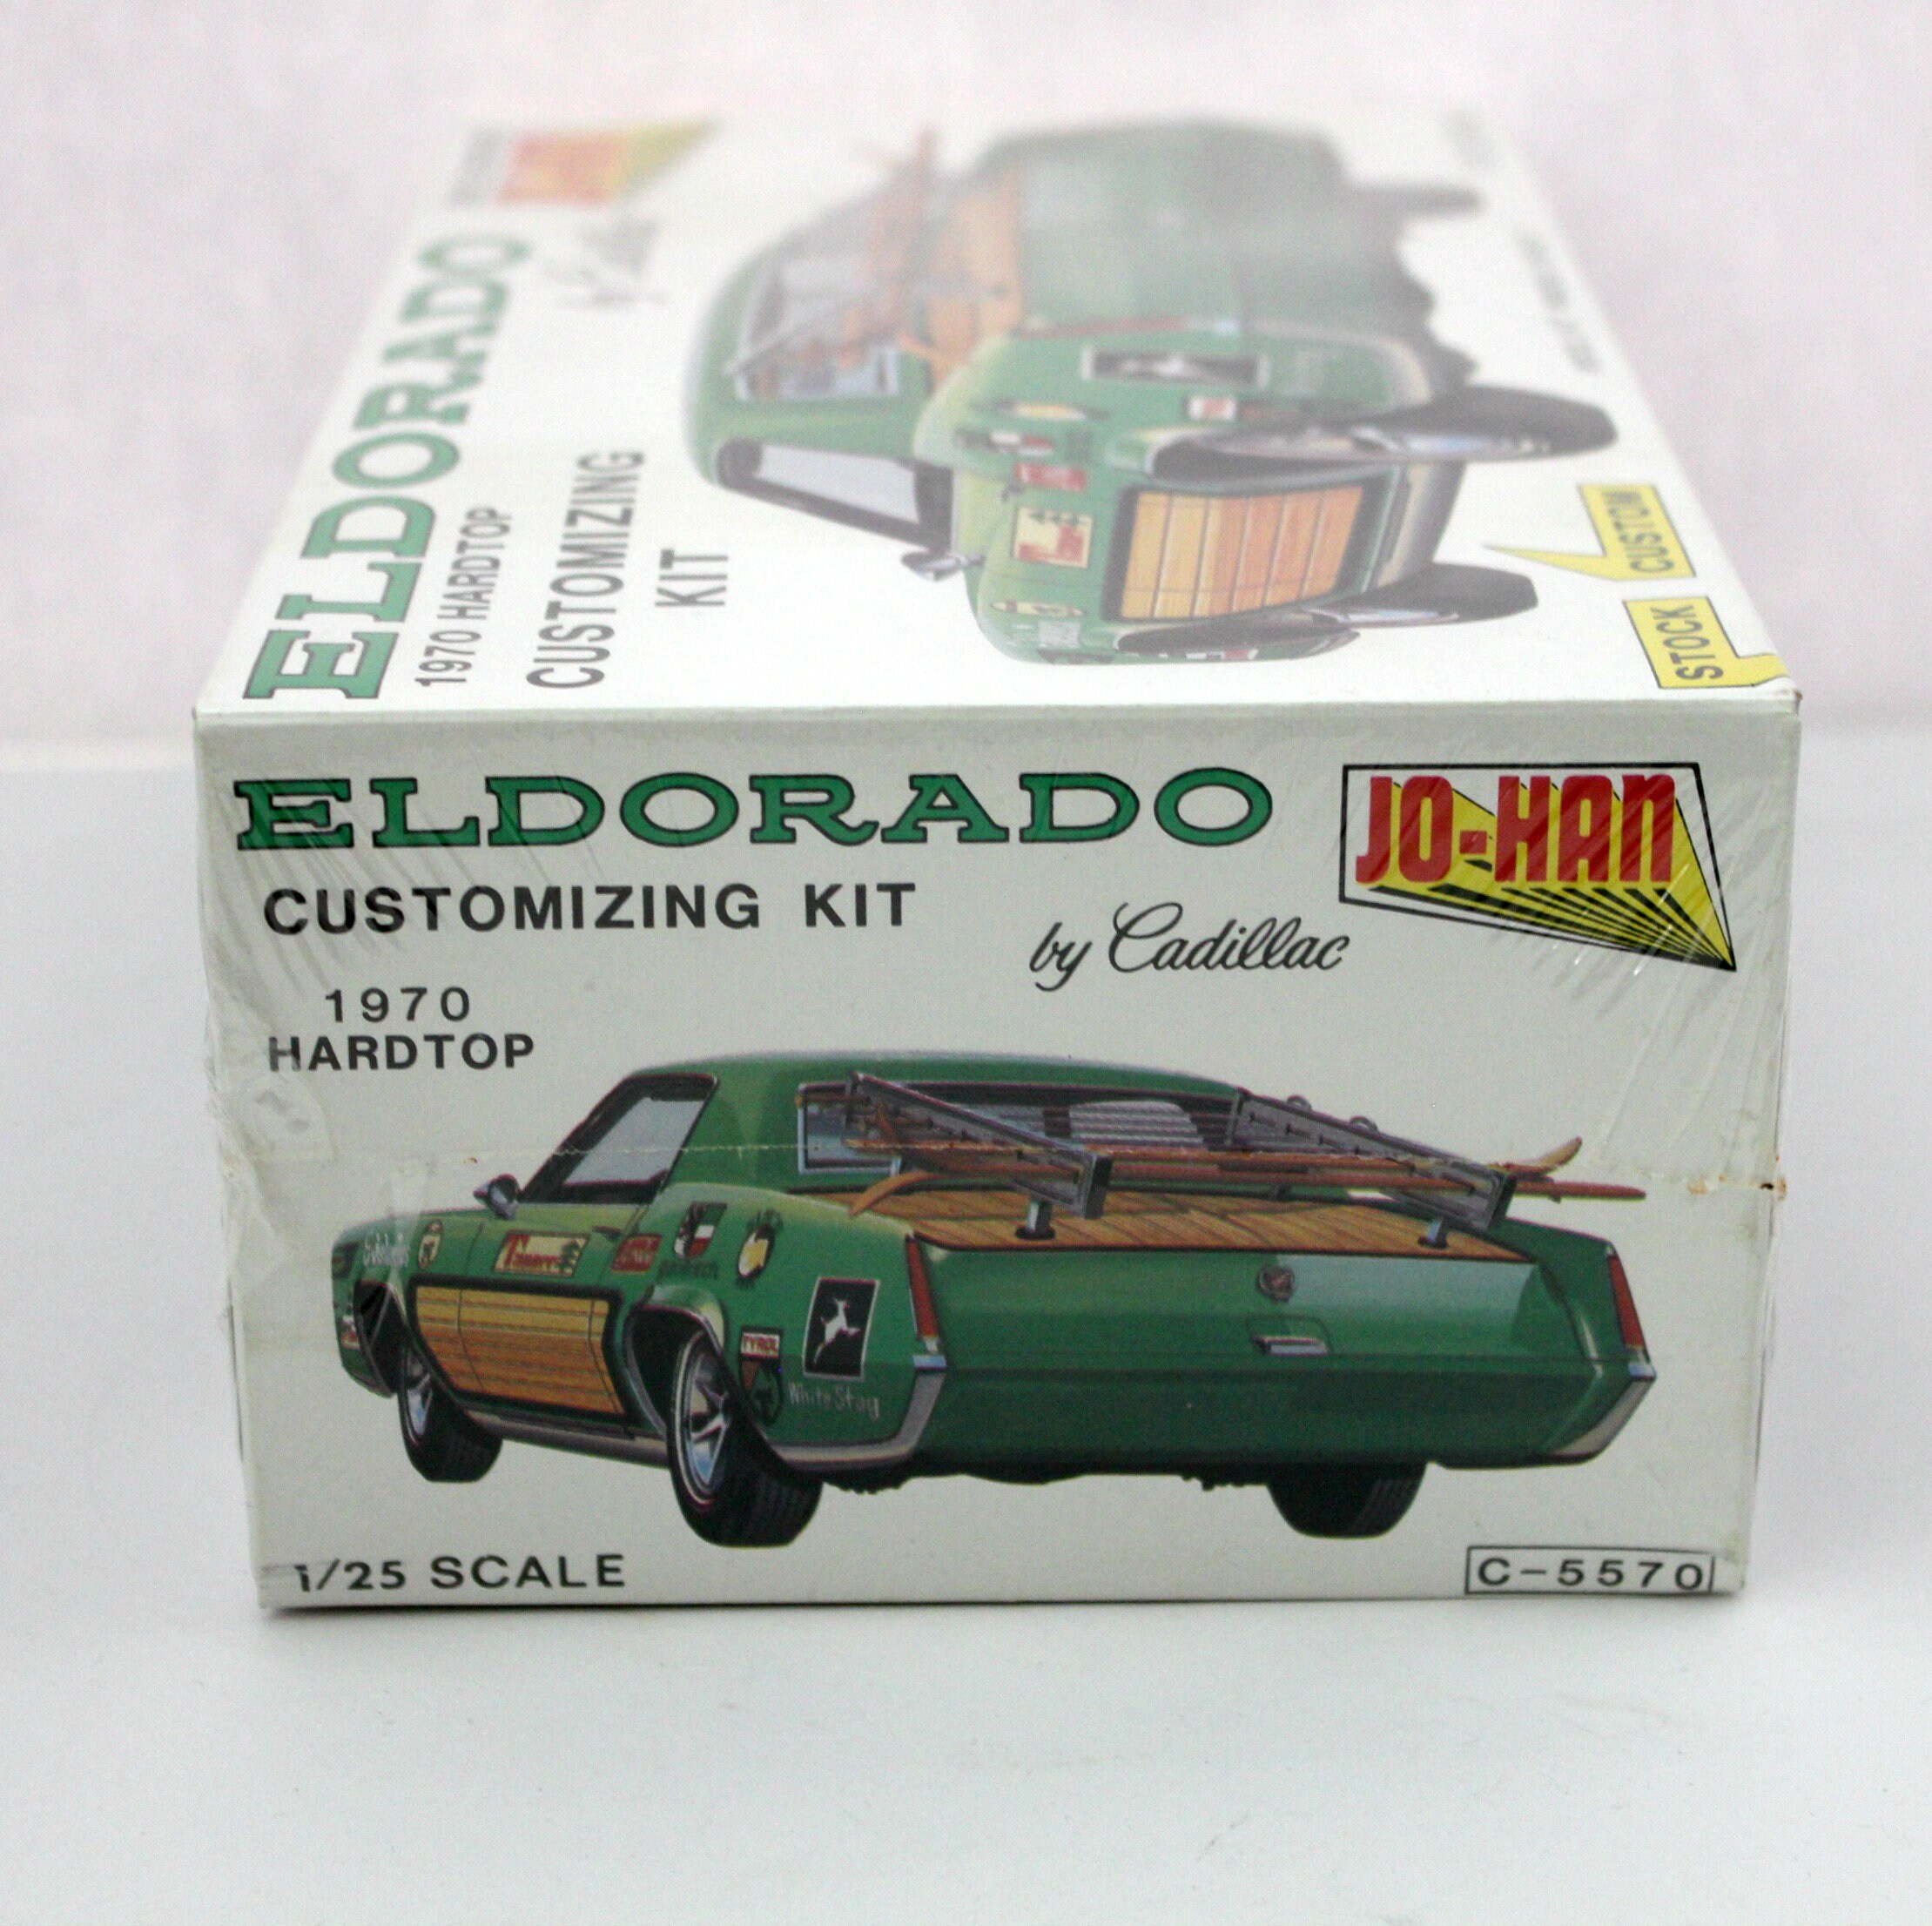 ELDORADO
1970 HARDTOP
CUSTOMIZING
KIT
CUSTOM
STOCK
ELDORADO
JO-HAN
CUSTOMIZING KIT
by Cadillac
1970
HARDTOP
TYROL
White Stag
1/25 SCALE
C-5570